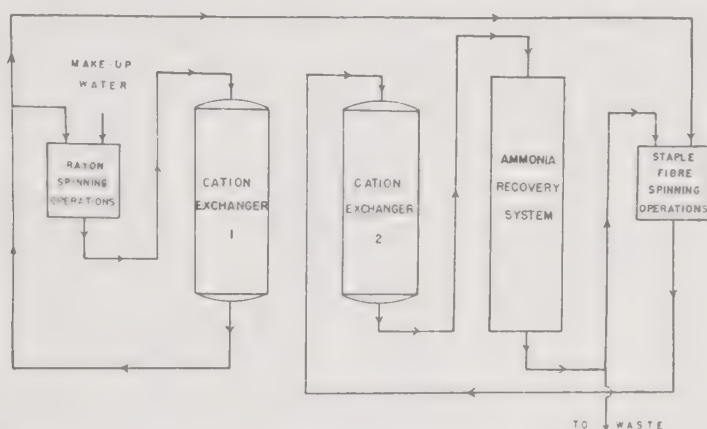 MAKE-UP
WATER
RAYON
SPINNING
OPERATIONS
CATION
EXCHANGER
1
CATION
EXCHANGER
2
AMMONIA
RECOVERY
SYSTEM
STAPLE
FIBRE
SPINNING
OPERATIONS
TO WASTE